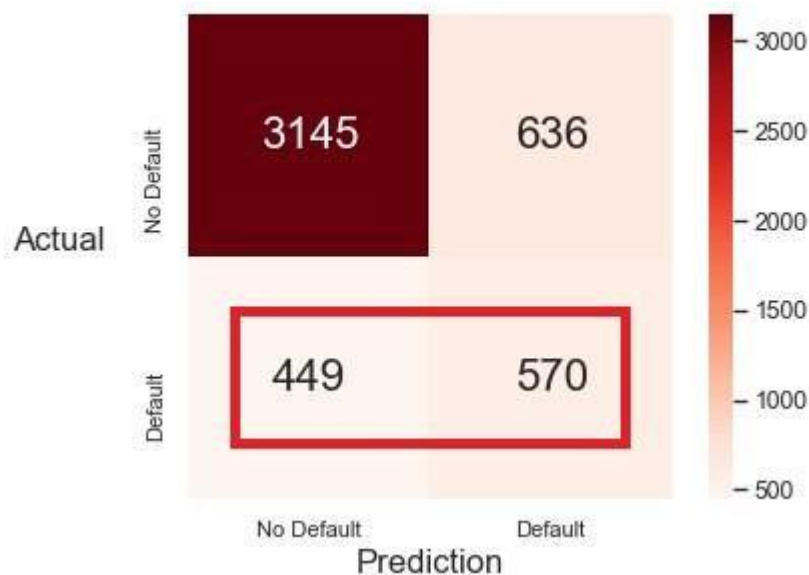 3000
3145 636
No Default
2500
2000
Actual
1500
449 570
Default
1000
500
No Default Default
Prediction